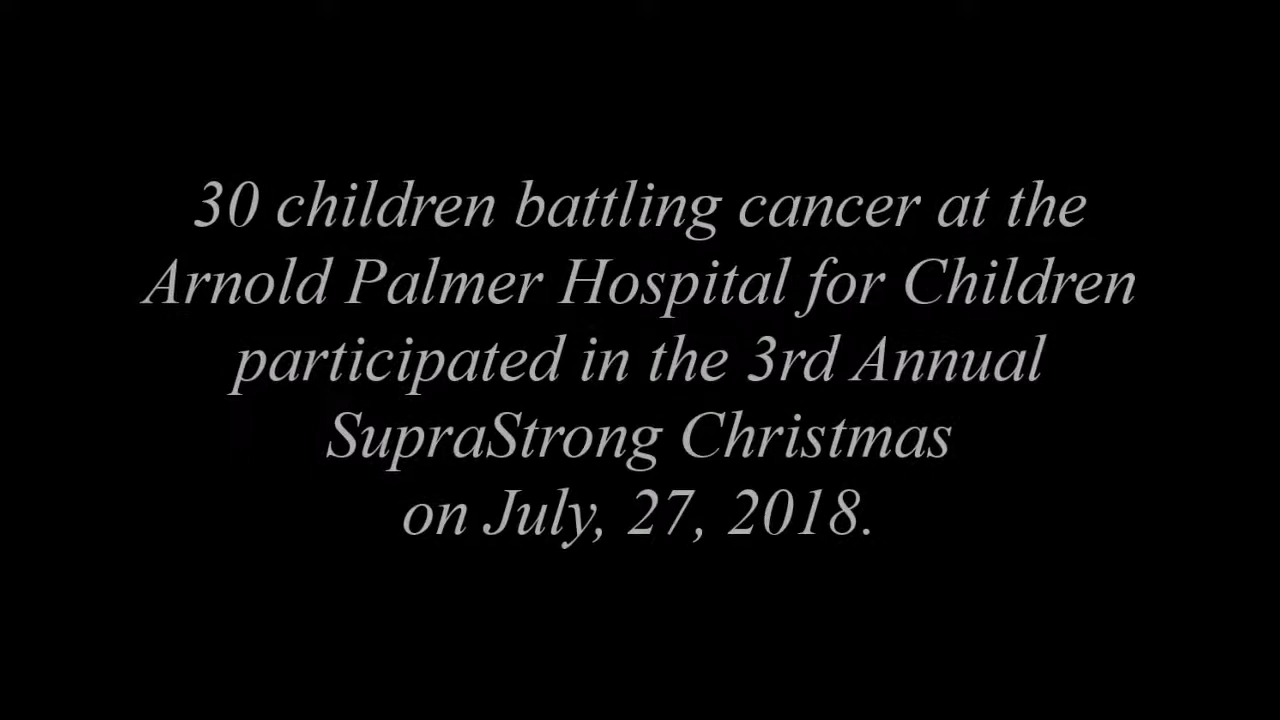 30 children battling cancer at the
Arnold Palmer Hospital for Children
participated in the 3rd Annual
SupraStrong Christmas
on July, 27, 2018.